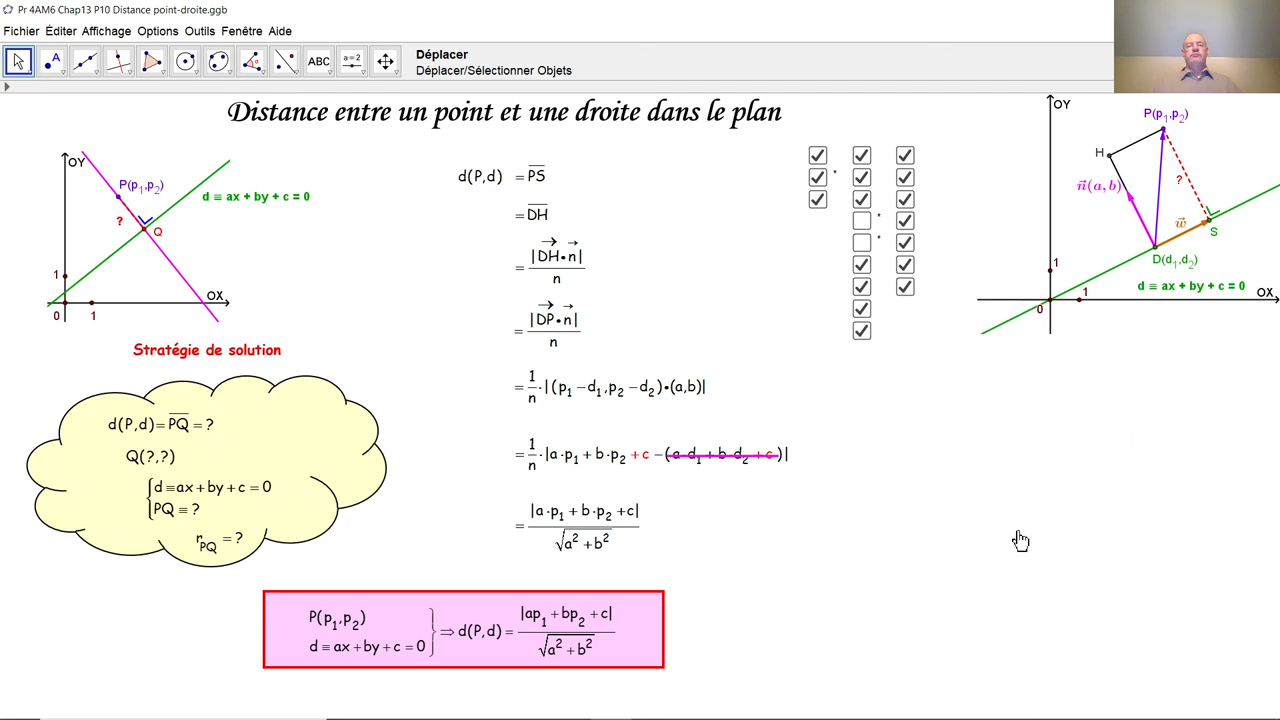 Pr 4AM6 Chap13 P10 Distance point-droite.ggb
Fichier Éditer Affichage Options Outils Fenêtre Aide
A
ABC
a=2
Déplacer
Déplacer/Sélectionner Objets
Distance entre un point et une droite dans le plan
OY
P(p₁,p₂)
d ≡ ax + by + c = 0
?
Q
1
OX
0 1
Stratégie de solution
d(P,d)=PQ̅=?
Q(?,?)
{d≡ax+by+c=0
PQ ≡ ?
r_PQ = ?
d(P,d) = P̅S̅
= D̅H̅
= |DH⃗•n⃗| / n
= |DP⃗•n⃗| / n
= 1/n·|(p₁−d₁,p₂−d₂)•(a,b)|
= 1/n·|a·p₁+b·p₂+c−(a·d₁+b·d₂+c)|
= |a·p₁+b·p₂+c| / √(a²+b²)
P(p₁,p₂)
d≡ax+by+c=0
} ⇒ d(P,d) = |ap₁+bp₂+c| / √(a²+b²)
* * *
OY
P(p₁,p₂)
H
n⃗(a,b)
?
w⃗
S
D(d₁,d₂)
1
d ≡ ax + by + c = 0
OX
0 1